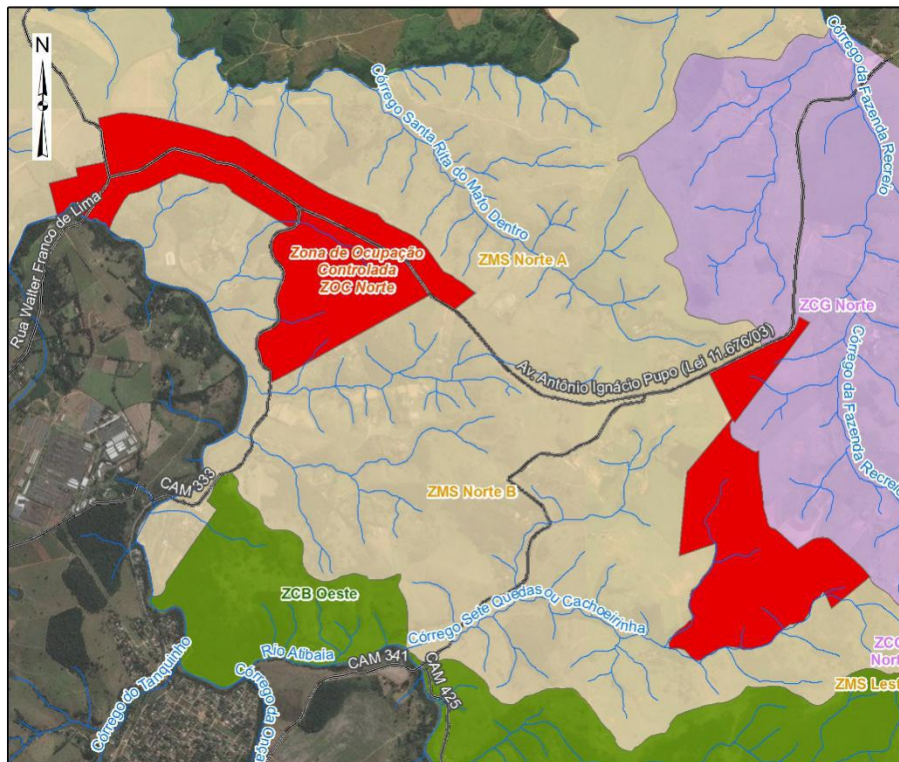 N
Córrego da Fazenda Recreio
Córrego Santa Rita do Mato Dentro
Rua Walter Franco de Lima
Zona de Ocupação
Controlada
ZOC Norte
ZMS Norte A
ZCG Norte
Av. Antônio Ignácio Pupo (Lei 11.676/03)
Córrego da Fazenda Recreio
CAM 333
ZMS Norte B
ZCB Oeste
Córrego Sete Quedas ou Cachoeirinha
Rio Atibaia
CAM 341
CAM 425
Córrego do Tanquinho
Córrego da Onça
ZCG
Norte
ZMS Lest